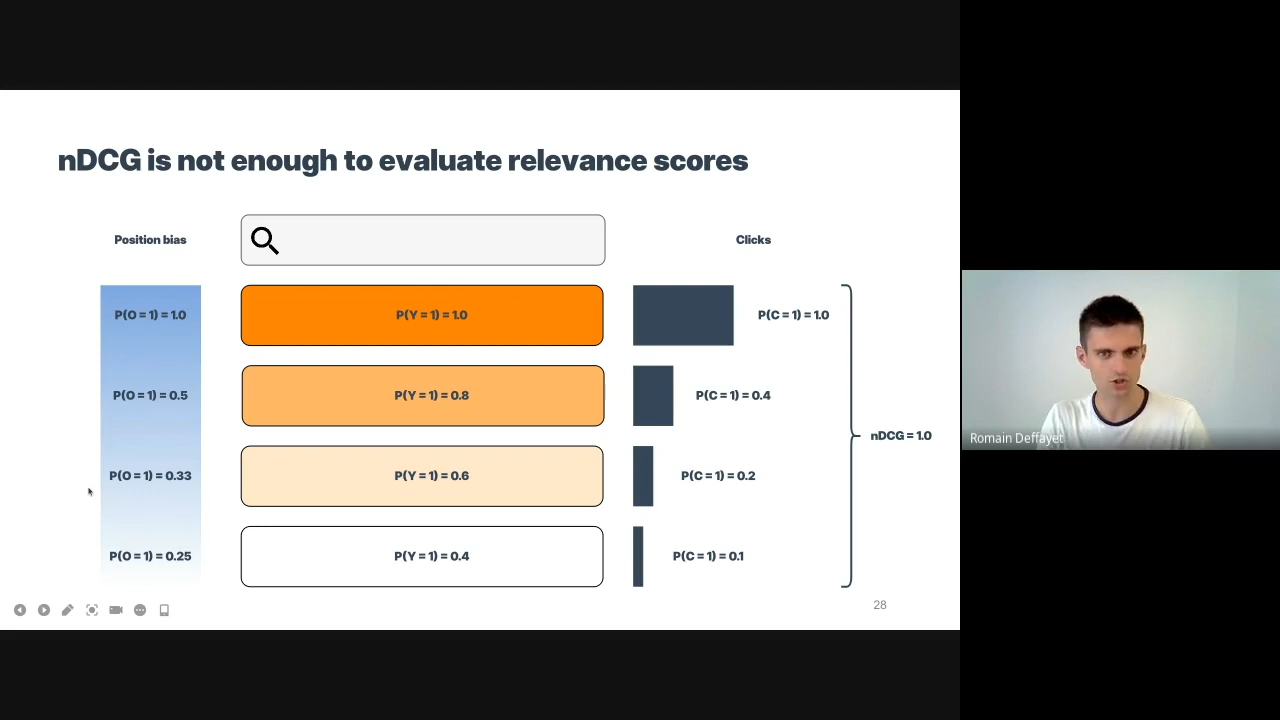 nDCG is not enough to evaluate relevance scores
Position bias
Clicks
P(O = 1) = 1.0
P(Y = 1) = 1.0
P(C = 1) = 1.0
P(O = 1) = 0.5
P(Y = 1) = 0.8
P(C = 1) = 0.4
nDCG = 1.0
P(O = 1) = 0.33
P(Y = 1) = 0.6
P(C = 1) = 0.2
P(O = 1) = 0.25
P(Y = 1) = 0.4
P(C = 1) = 0.1
28
Romain Deffayet